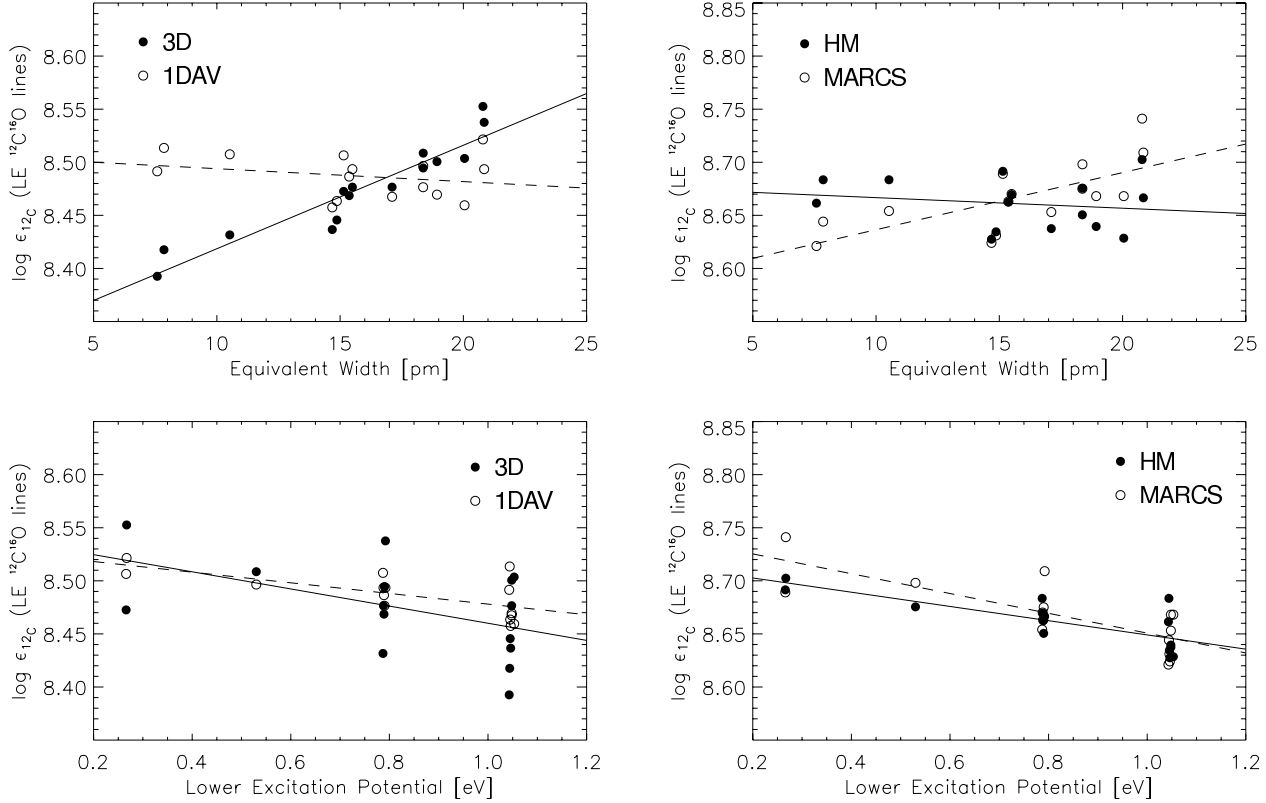 8.60
8.55
8.50
8.45
8.40
3D
1DAV
log ϵ₁₂C (LE ¹²C¹⁶O lines)
5 10 15 20 25
Equivalent Width [pm]
8.85
8.80
8.75
8.70
8.65
8.60
HM
MARCS
log ϵ₁₂C (LE ¹²C¹⁶O lines)
5 10 15 20 25
Equivalent Width [pm]
8.60
8.55
8.50
8.45
8.40
3D
1DAV
log ϵ₁₂C (LE ¹²C¹⁶O lines)
0.2 0.4 0.6 0.8 1.0 1.2
Lower Excitation Potential [eV]
8.85
8.80
8.75
8.70
8.65
8.60
HM
MARCS
log ϵ₁₂C (LE ¹²C¹⁶O lines)
0.2 0.4 0.6 0.8 1.0 1.2
Lower Excitation Potential [eV]